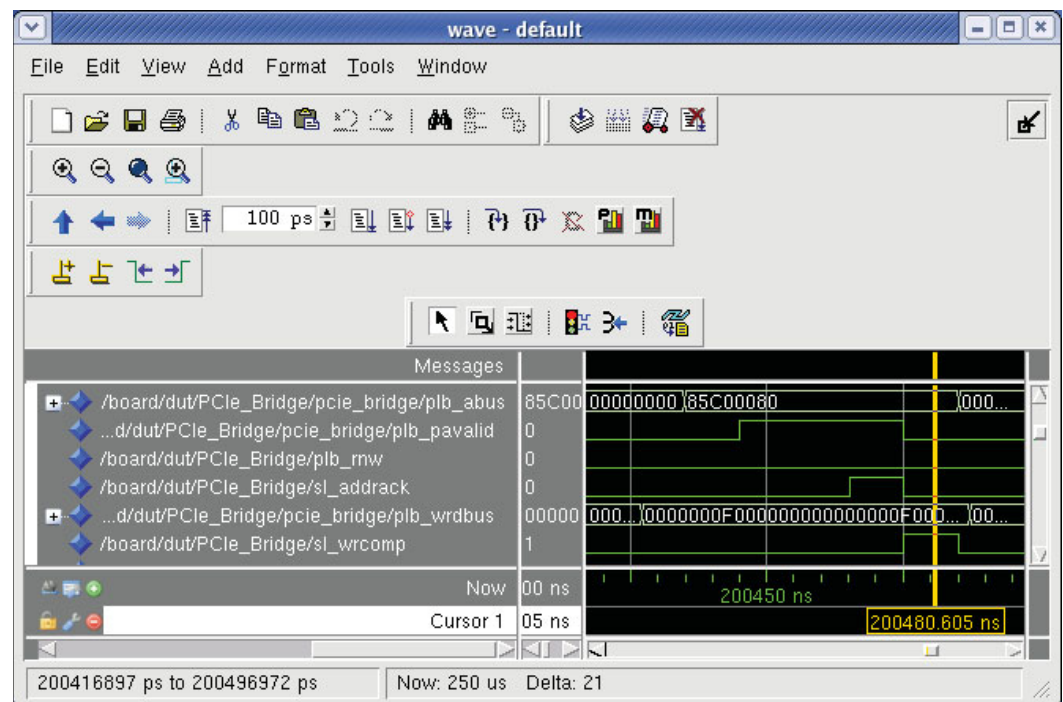 wave - default
File Edit View Add Format Tools Window
100 ps
Messages
/board/dut/PCIe_Bridge/pcie_bridge/plb_abus 85C00 00000000 85C00080 000...
...d/dut/PCIe_Bridge/pcie_bridge/plb_pavalid 0
/board/dut/PCIe_Bridge/plb_rnw 0
/board/dut/PCIe_Bridge/sl_addrack 0
...d/dut/PCIe_Bridge/pcie_bridge/plb_wrdbus 00000 000... 0000000F000000000000000F000... 00...
/board/dut/PCIe_Bridge/sl_wrcomp 1
Now 00 ns 200450 ns
Cursor 1 05 ns 200480.605 ns
200416897 ps to 200496972 ps Now: 250 us Delta: 21